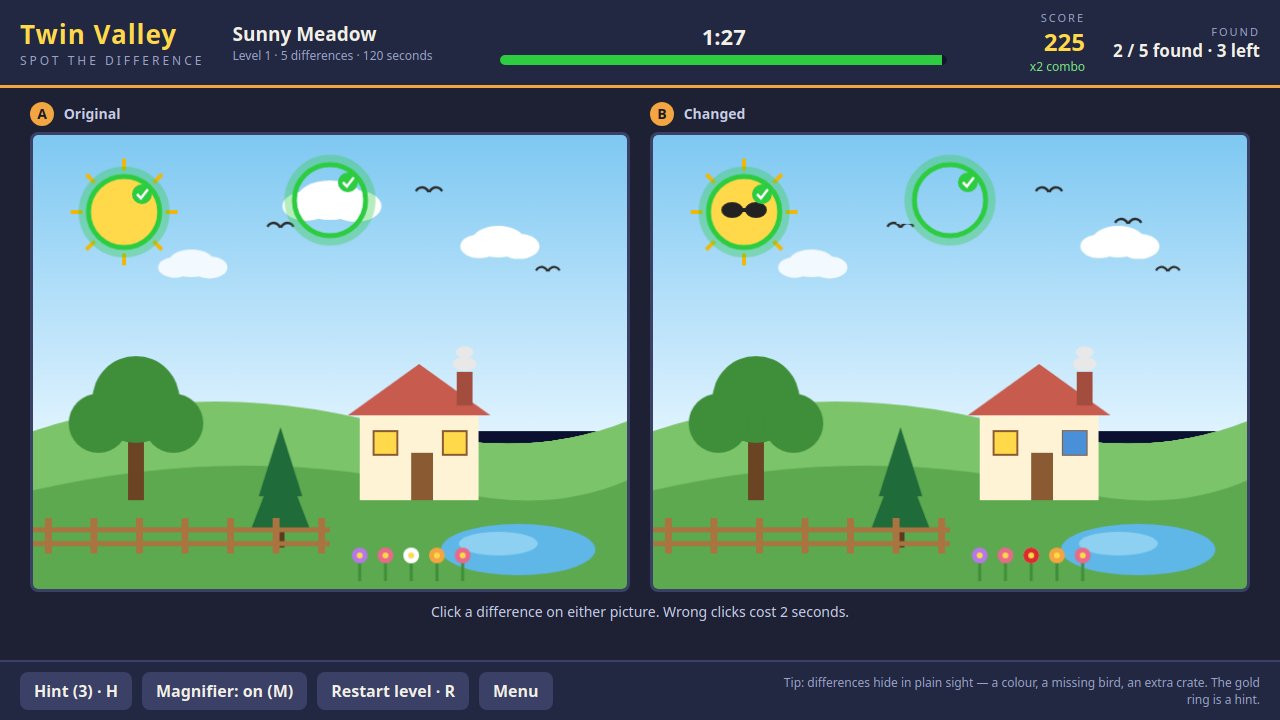 Twin Valley
SPOT THE DIFFERENCE
Sunny Meadow
Level 1 · 5 differences · 120 seconds
1:27
SCORE
225
x2 combo
FOUND
2 / 5 found · 3 left
A Original
B Changed
Click a difference on either picture. Wrong clicks cost 2 seconds.
Hint (3) · H
Magnifier: on (M)
Restart level · R
Menu
Tip: differences hide in plain sight — a colour, a missing bird, an extra crate. The gold
ring is a hint.